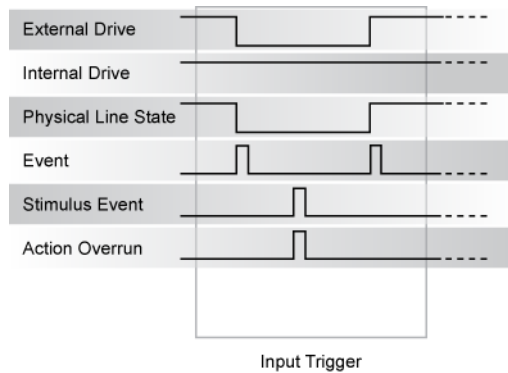 External Drive
Internal Drive
Physical Line State
Event
Stimulus Event
Action Overrun
Input Trigger